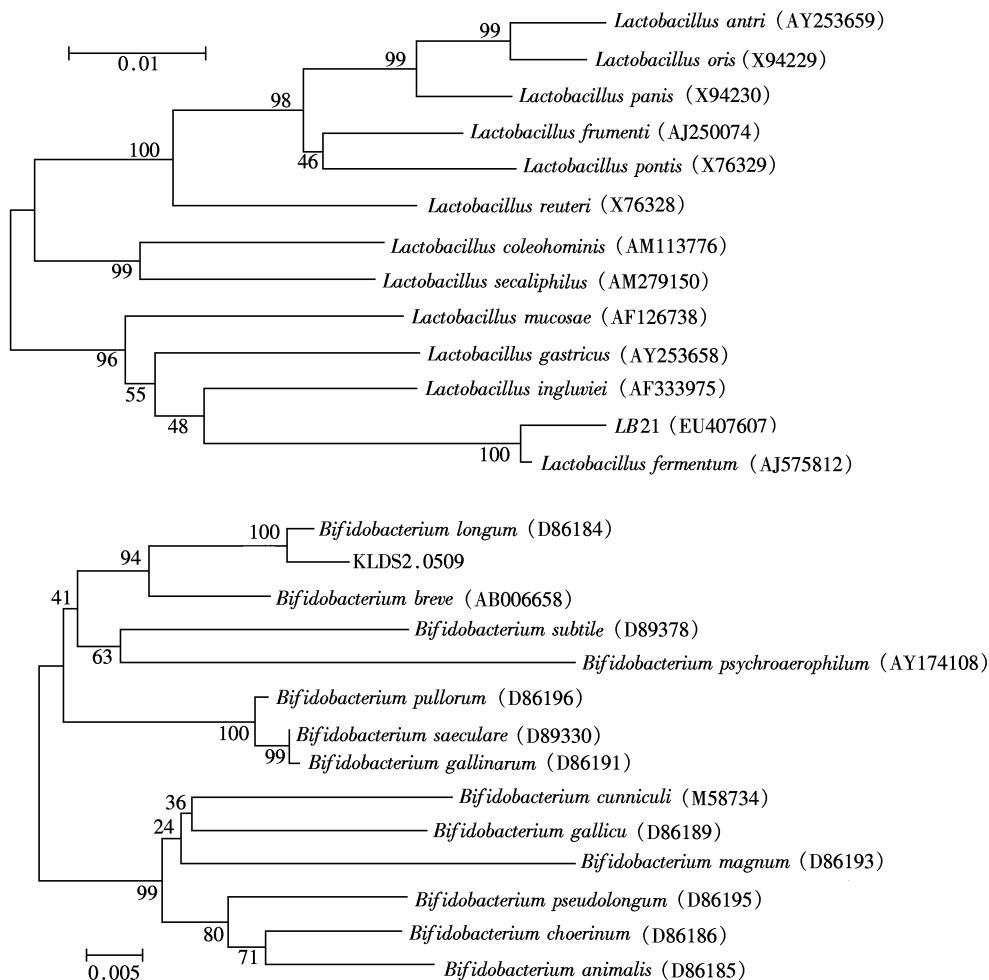 99
Lactobacillus antri (AY253659)
99
Lactobacillus oris (X94229)
0.01
98
Lactobacillus panis (X94230)
Lactobacillus frumenti (AJ250074)
100
46
Lactobacillus pontis (X76329)
Lactobacillus reuteri (X76328)
Lactobacillus coleohominis (AM113776)
99
Lactobacillus secaliphilus (AM279150)
Lactobacillus mucosae (AF126738)
96
Lactobacillus gastricus (AY253658)
55
Lactobacillus ingluviei (AF333975)
48
LB21 (EU407607)
100
Lactobacillus fermentum (AJ575812)
100
Bifidobacterium longum (D86184)
94
KLDS2.0509
41
Bifidobacterium breve (AB006658)
Bifidobacterium subtile (D89378)
63
Bifidobacterium psychroaerophilum (AY174108)
Bifidobacterium pullorum (D86196)
100
Bifidobacterium saeculare (D89330)
99
Bifidobacterium gallinarum (D86191)
36
Bifidobacterium cunniculi (M58734)
24
Bifidobacterium gallicu (D86189)
Bifidobacterium magnum (D86193)
99
Bifidobacterium pseudolongum (D86195)
80
Bifidobacterium choerinum (D86186)
71
Bifidobacterium animalis (D86185)
0.005